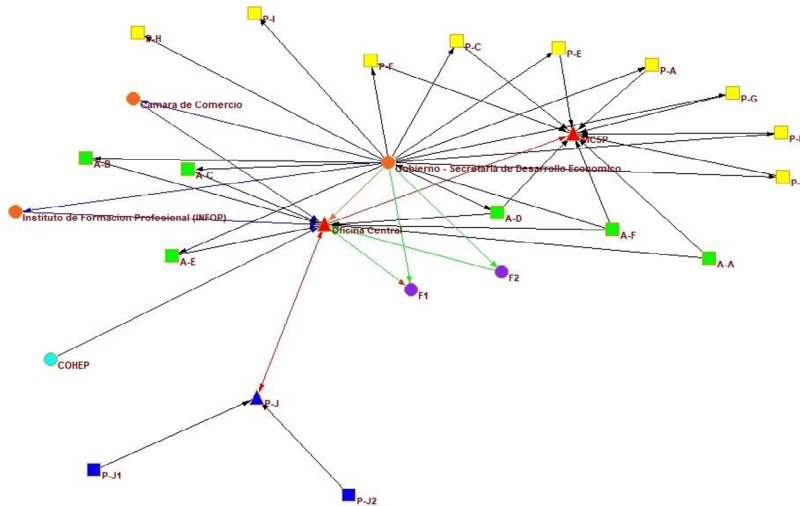 P-I
P-H
P-C
P-E
P-F
P-A
P-G
Camara de Comercio
MCSP
A-B
Gobierno - Secretaria de Desarrollo Economico
A-C
Instituto de Formacion Profesional (INFOP)
A-D
Oficina Central
A-F
A-E
A-A
F2
F1
COHEP
P-J
P-J1
P-J2